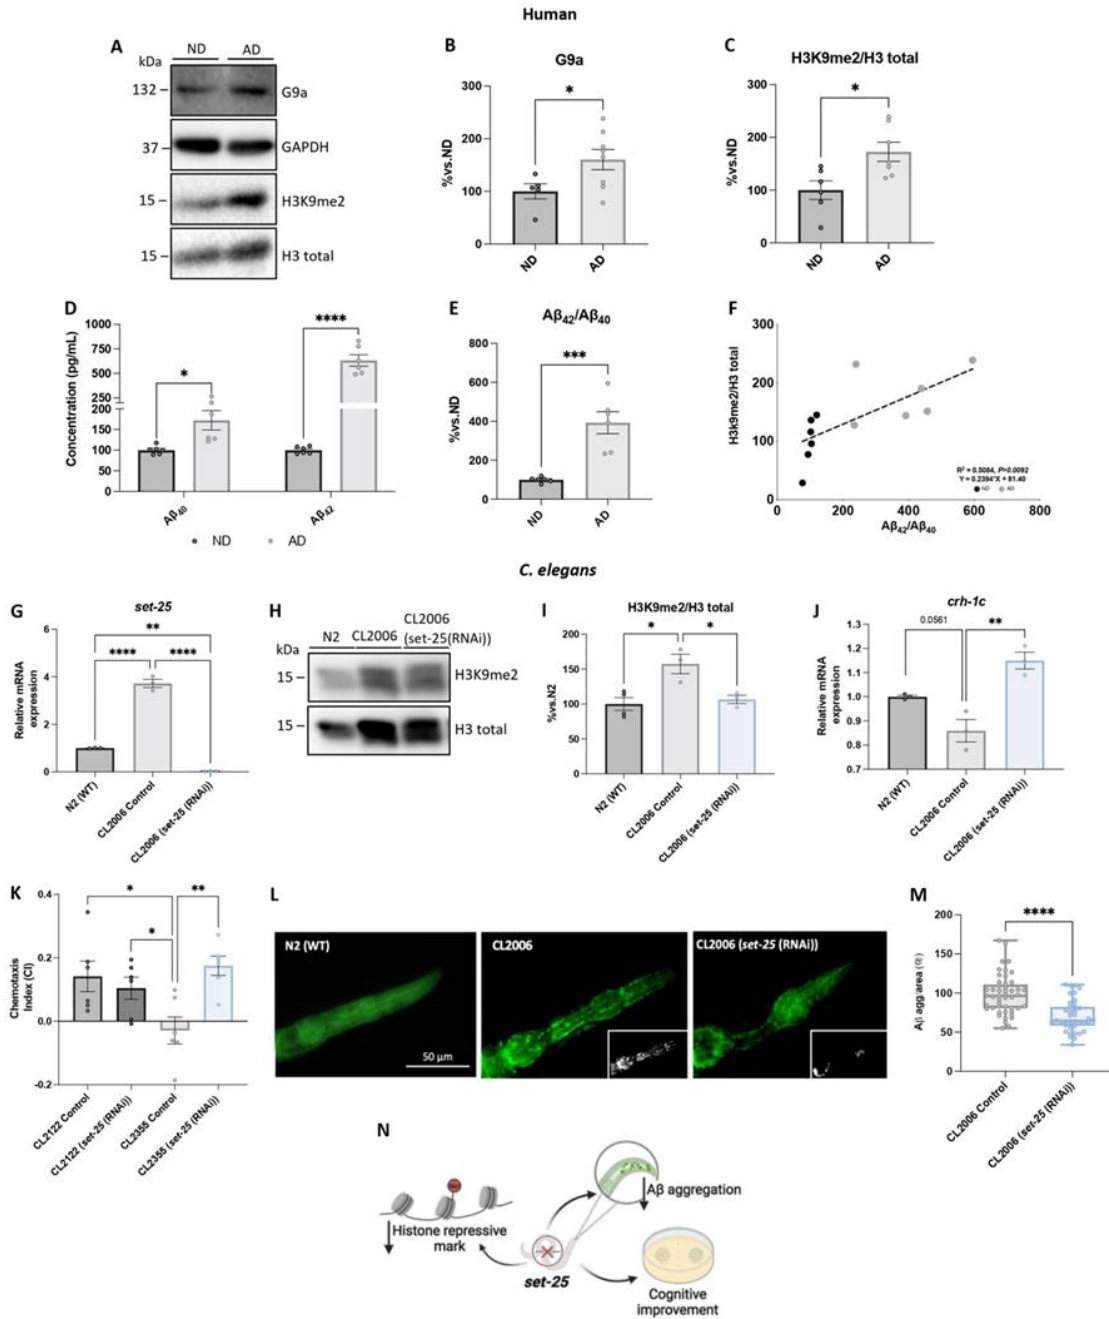 Human
A
ND AD
kDa
132
G9a
37
GAPDH
15
H3K9me2
15
H3 total
B
G9a
*
%vs.ND
300
200
100
0
ND
AD
C
H3K9me2/H3 total
*
%vs.ND
300
200
100
0
ND
AD
D
Concentration (pg/mL)
1000
750
500
250
200
150
100
50
0
*
****
Aβ40
Aβ42
ND AD
E
Aβ42/Aβ40
***
%vs.ND
800
600
400
200
0
ND
AD
F
H3k9me2/H3 total
300
200
100
0
R² = 0.5084, P=0.0092
Y = 0.2394*X + 81.40
ND AD
0 200 400 600 800
Aβ42/Aβ40
C. elegans
G
set-25
**
**** ****
Relative mRNA
expression
6
4
2
0
N2 (WT)
CL2006 Control
CL2006 (set-25 (RNAi))
H
CL2006
N2 CL2006 (set-25(RNAi))
kDa
15
H3K9me2
15
H3 total
I
H3K9me2/H3 total
* *
%vs.N2
200
150
100
50
0
N2 (WT)
CL2006 Control
CL2006 (set-25 (RNAi))
J
crh-1c
0.0561 **
Relative mRNA
expression
1.3
1.2
1.1
1.0
0.9
0.8
0.7
N2 (WT)
CL2006 Control
CL2006 (set-25 (RNAi))
K
Chemotaxis
Index (CI)
0.4
0.2
0.0
-0.2
* **
*
CL2122 Control
CL2122 (set-25 (RNAi))
CL2355 Control
CL2355 (set-25 (RNAi))
L
N2 (WT)
50 μm
CL2006
CL2006 (set-25 (RNAi))
M
****
Aβ agg/area (%)
200
150
100
50
0
CL2006 Control
CL2006 (set-25 (RNAi))
N
Histone repressive
mark
set-25
Aβ aggregation
Cognitive
improvement